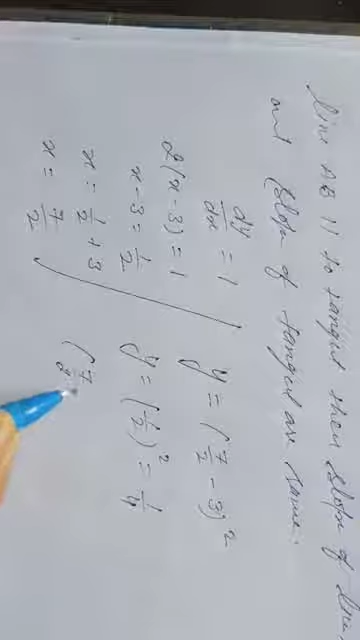 line AB || to tangent then slope of line
and slope of tangent are same.
dy/dx = 1
2(x-3) = 1
x-3 = 1/2
x = 1/2 + 3
x = 7/2
y = (7/2 - 3)²
y = (1/2)² = 1/4
(7/2